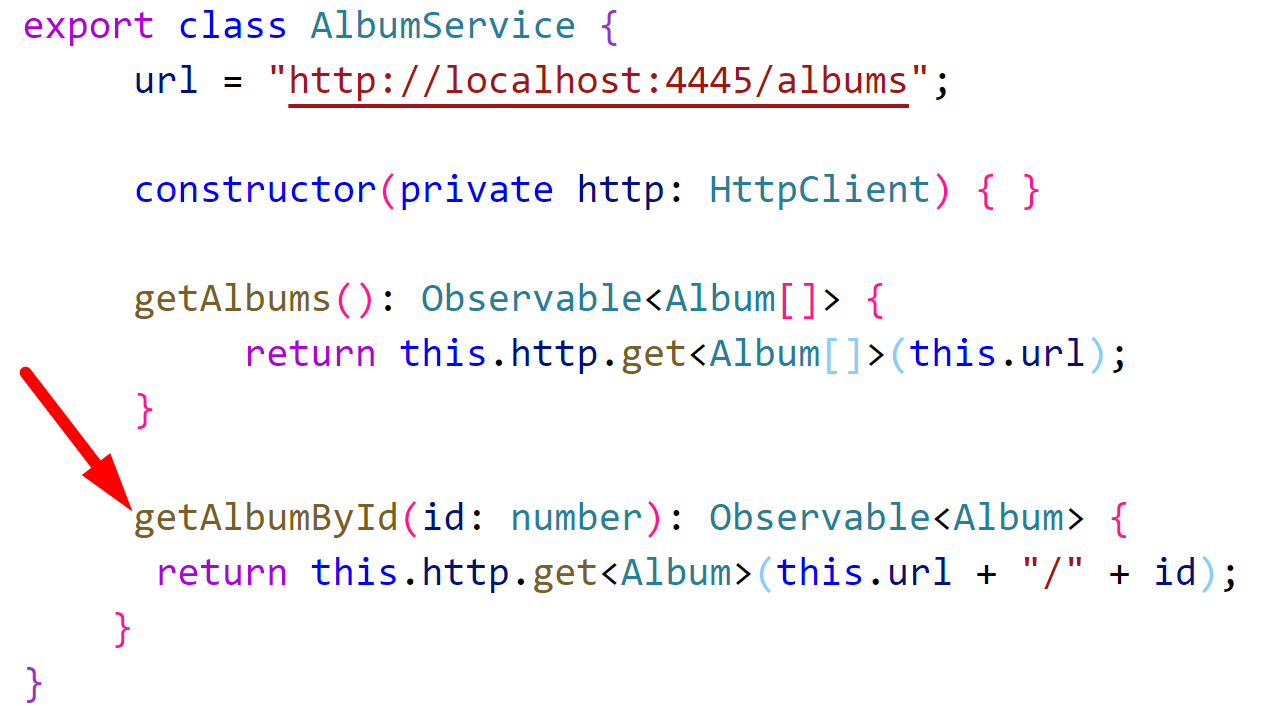 export class AlbumService {
url = "http://localhost:4445/albums";
constructor(private http: HttpClient) { }
getAlbums(): Observable<Album[]> {
return this.http.get<Album[]>(this.url);
}
getAlbumById(id: number): Observable<Album> {
return this.http.get<Album>(this.url + "/" + id);
}
}